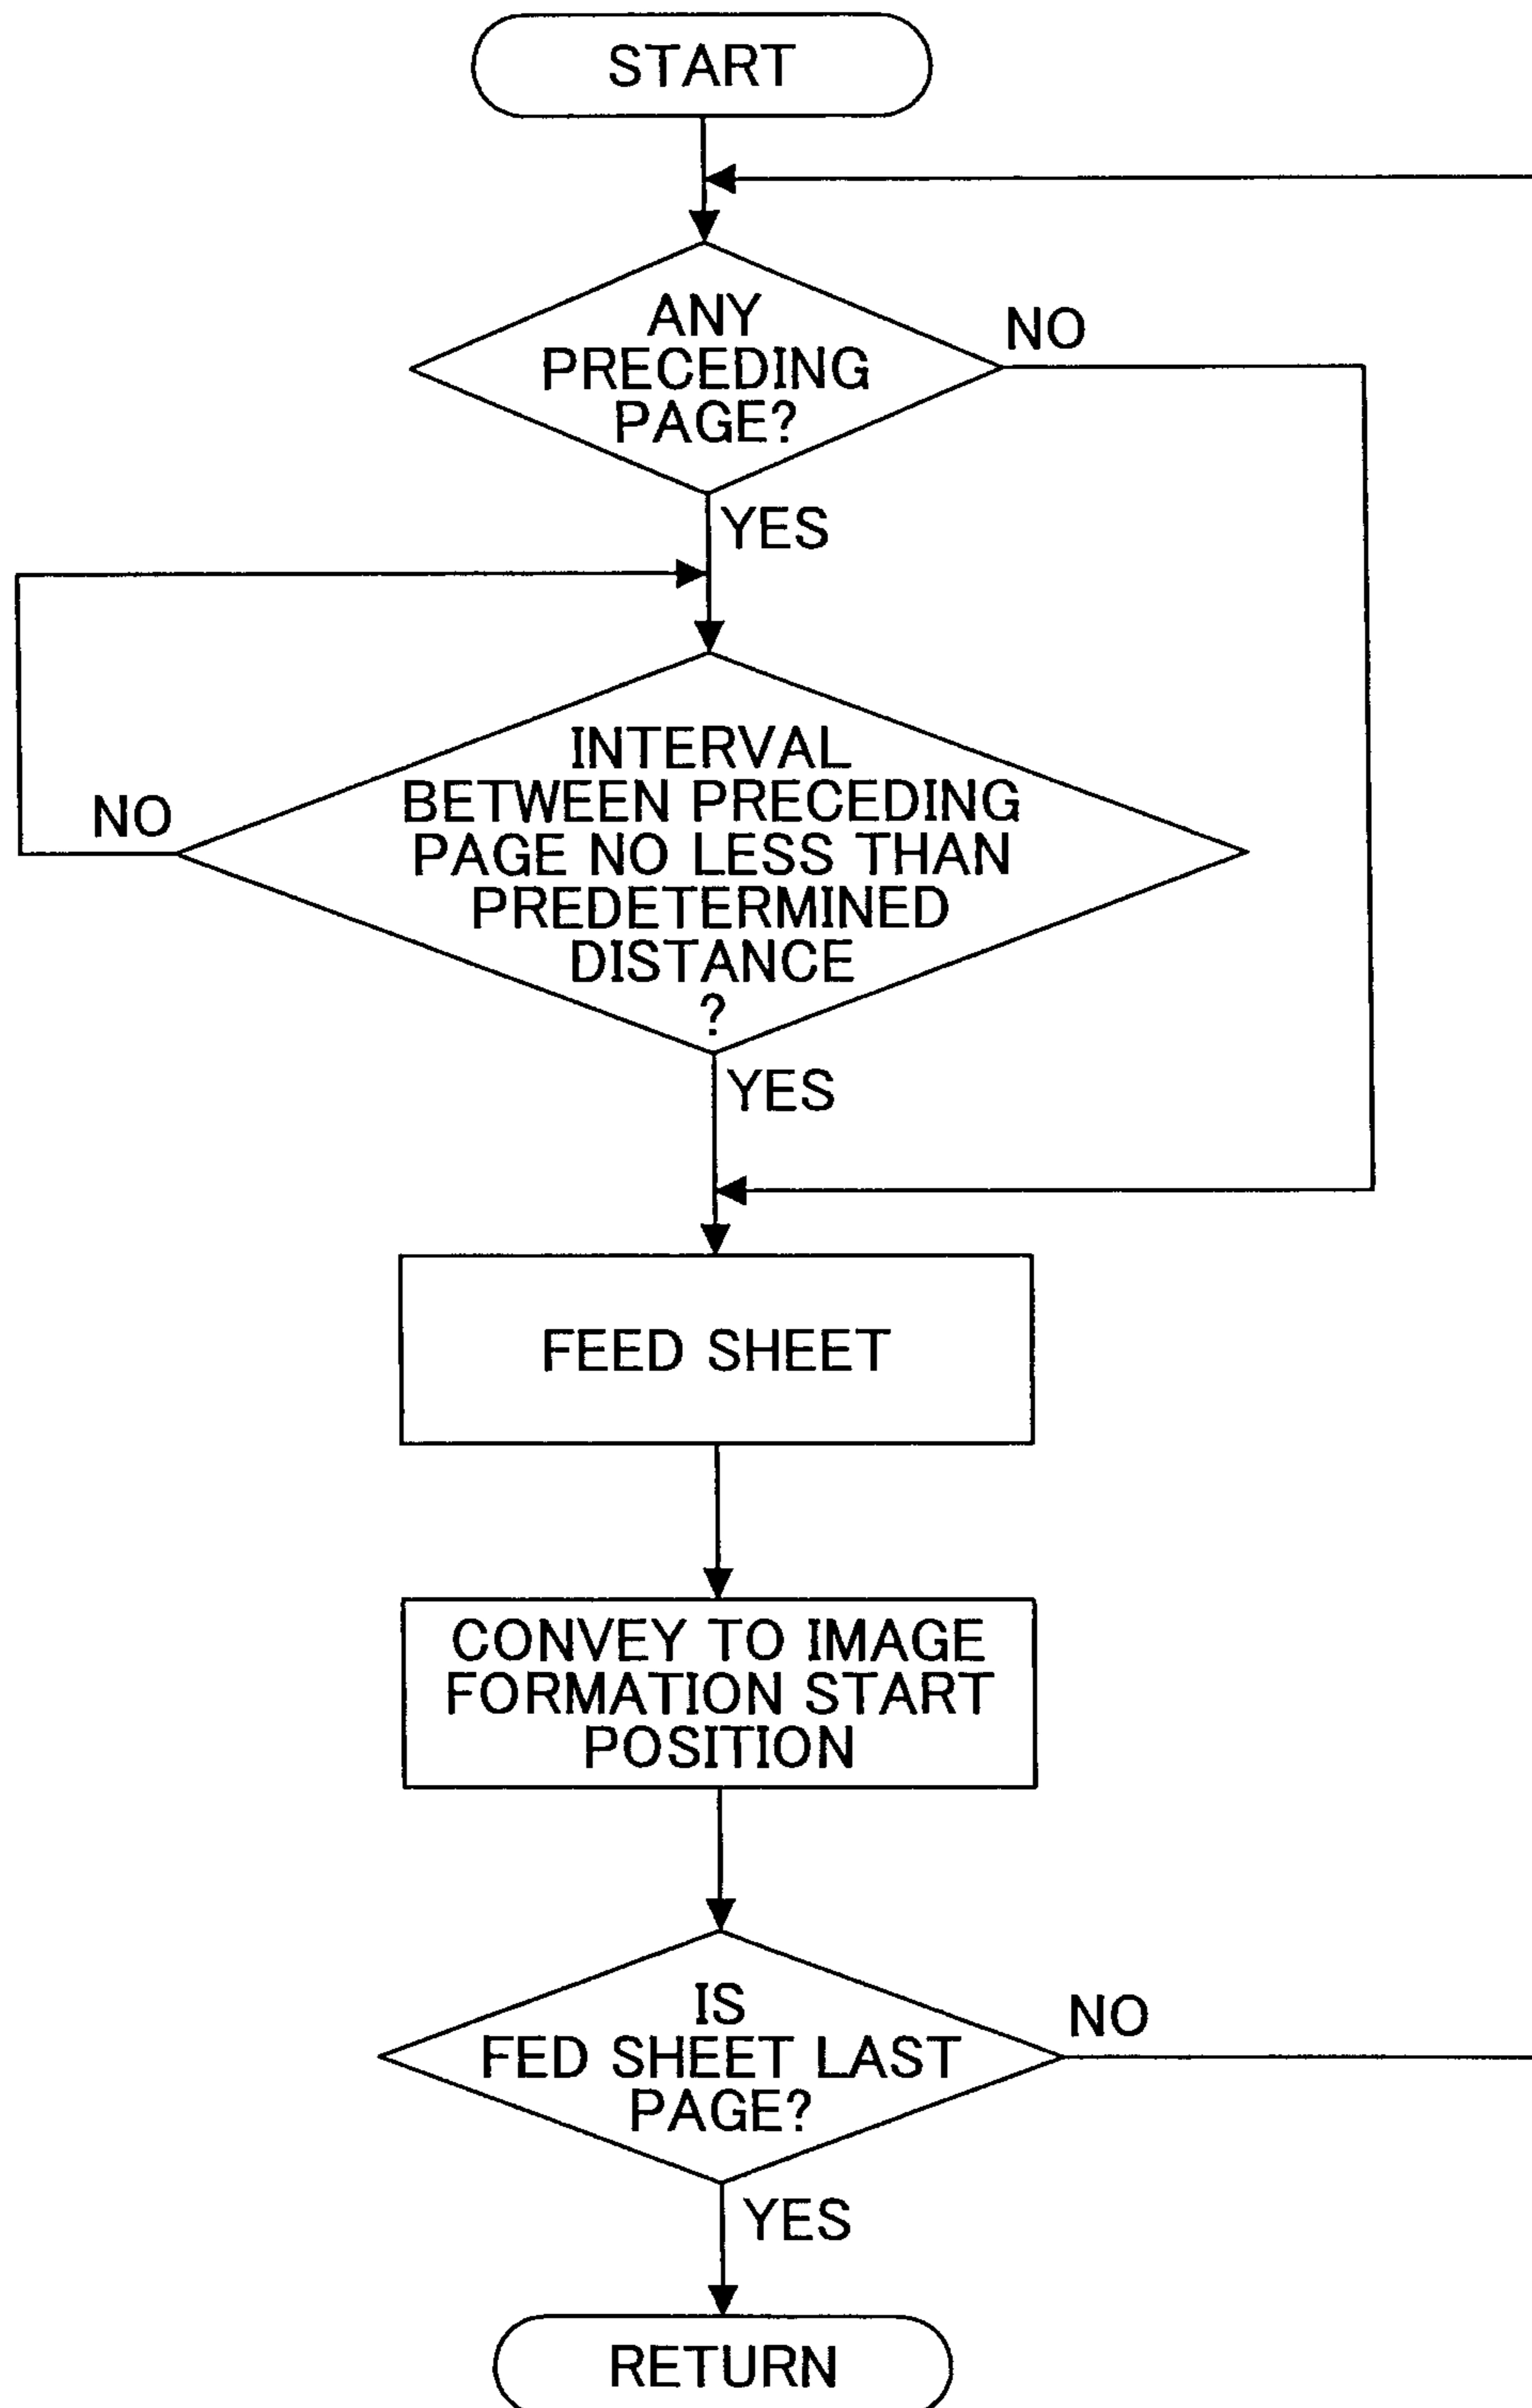 START
ANY
PRECEDING
PAGE?
NO
YES
INTERVAL
BETWEEN PRECEDING
PAGE NO LESS THAN
PREDETERMINED
DISTANCE
?
NO
YES
FEED SHEET
CONVEY TO IMAGE
FORMATION START
POSITION
IS
FED SHEET LAST
PAGE?
NO
YES
RETURN